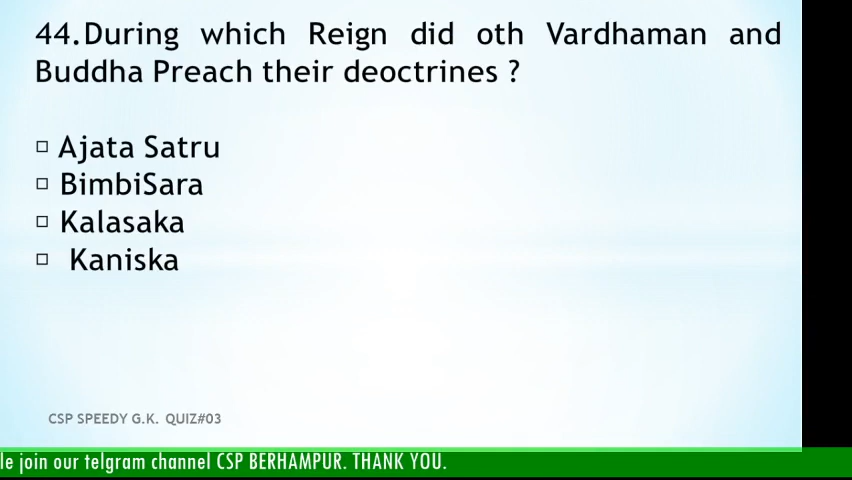 44.During which Reign did oth Vardhaman and
Buddha Preach their deoctrines ?
Ajata Satru
BimbiSara
Kalasaka
Kaniska
CSP SPEEDY G.K. QUIZ#03
le join our telgram channel CSP BERHAMPUR. THANK YOU.